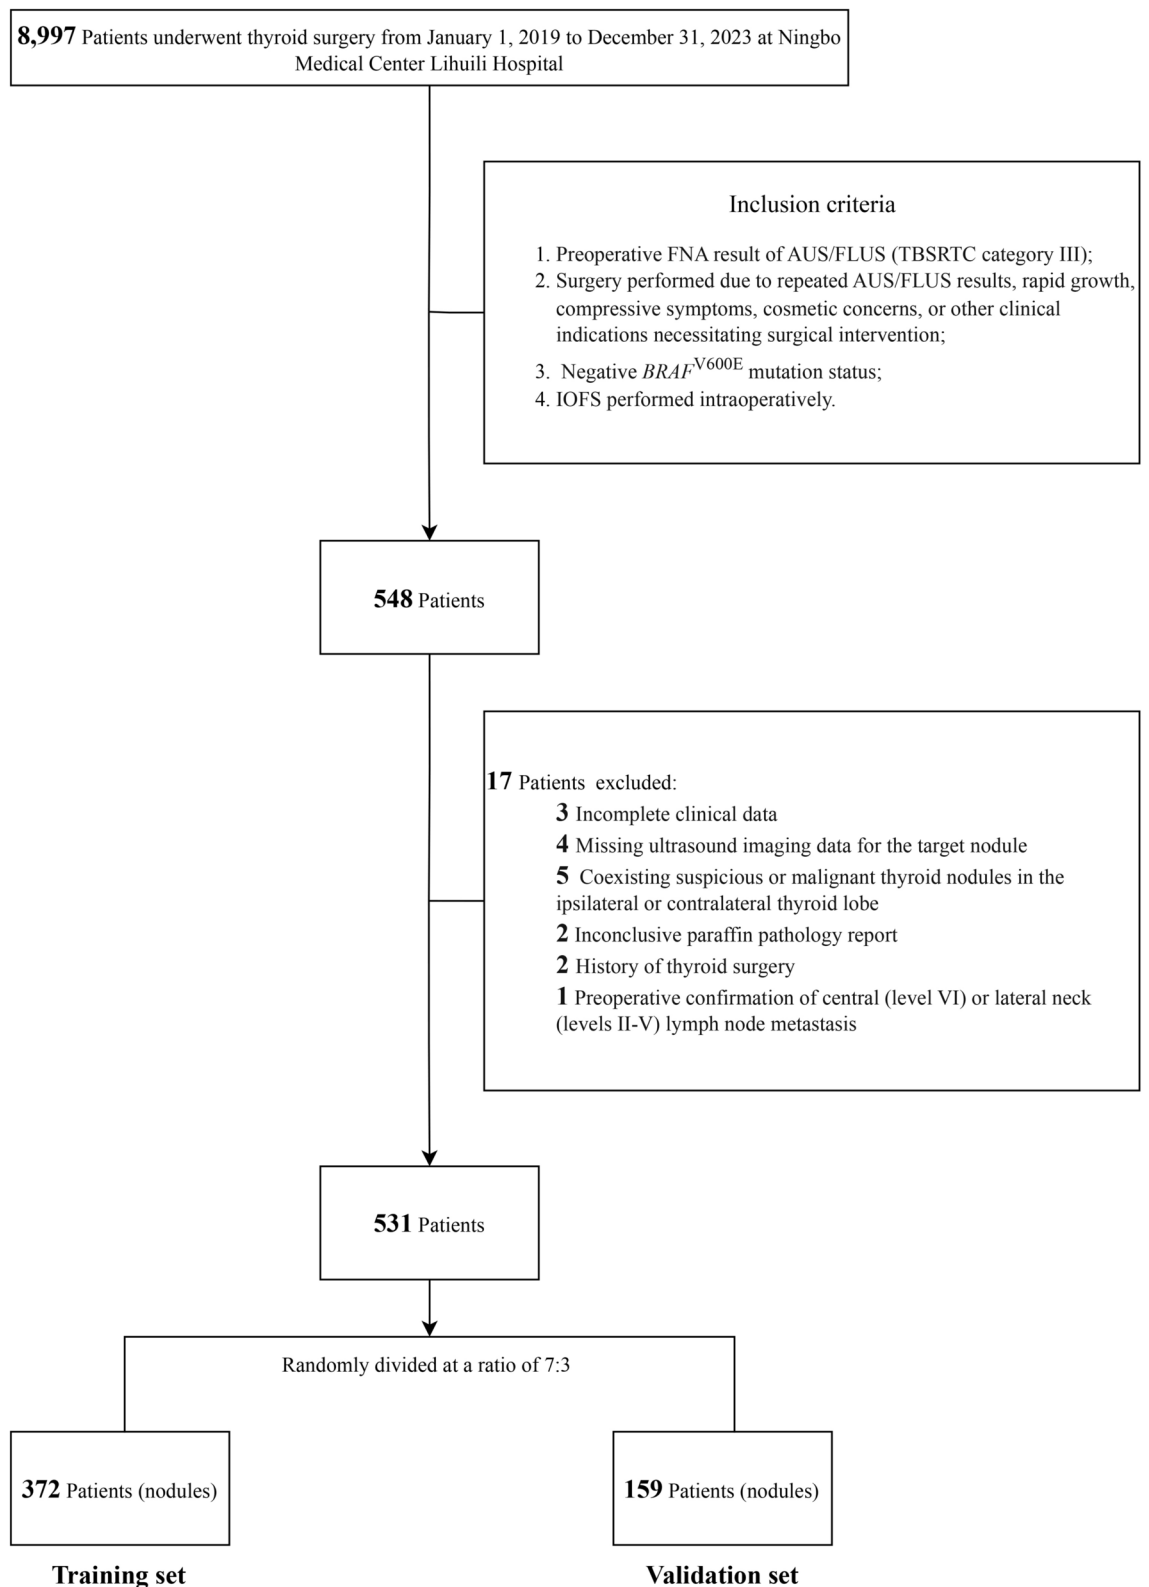 8,997 Patients underwent thyroid surgery from January 1, 2019 to December 31, 2023 at Ningbo
Medical Center Lihuili Hospital
Inclusion criteria
1. Preoperative FNA result of AUS/FLUS (TBSRTC category III);
2. Surgery performed due to repeated AUS/FLUS results, rapid growth,
compressive symptoms, cosmetic concerns, or other clinical
indications necessitating surgical intervention;
3. Negative BRAFV600E mutation status;
4. IOFS performed intraoperatively.
548 Patients
17 Patients excluded:
3 Incomplete clinical data
4 Missing ultrasound imaging data for the target nodule
5 Coexisting suspicious or malignant thyroid nodules in the
ipsilateral or contralateral thyroid lobe
2 Inconclusive paraffin pathology report
2 History of thyroid surgery
1 Preoperative confirmation of central (level VI) or lateral neck
(levels II-V) lymph node metastasis
531 Patients
Randomly divided at a ratio of 7:3
372 Patients (nodules)
159 Patients (nodules)
Training set
Validation set